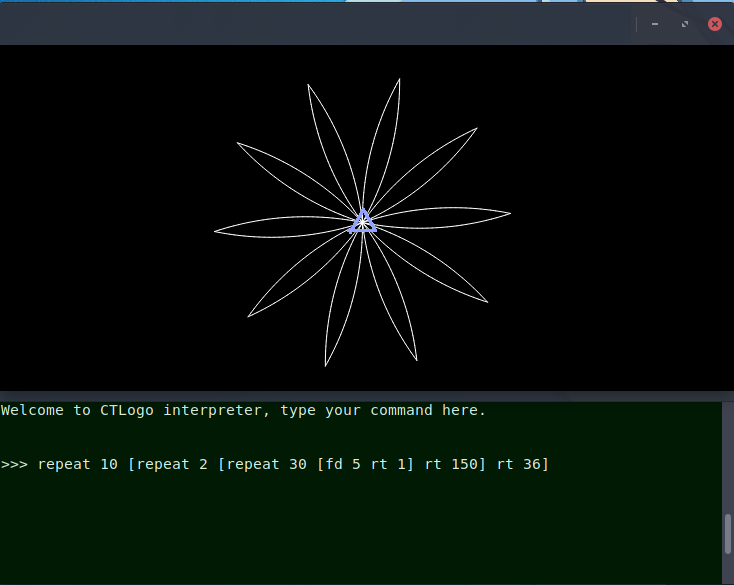 Welcome to CTLogo interpreter, type your command here.
>>> repeat 10 [repeat 2 [repeat 30 [fd 5 rt 1] rt 150] rt 36]